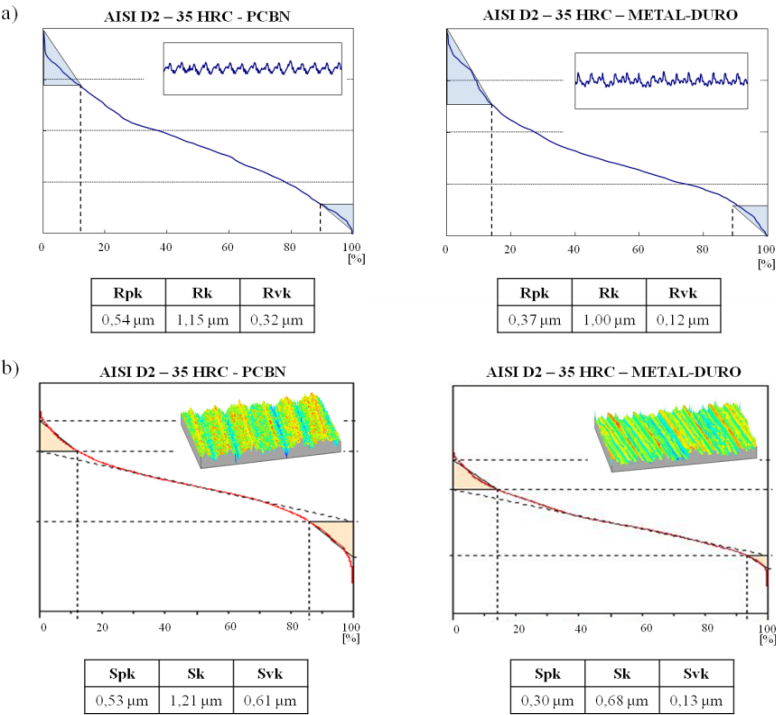 a)
AISI D2 – 35 HRC - PCBN
0 20 40 60 80 100
[%]
Rpk Rk Rvk
0,54 µm 1,15 µm 0,32 µm
AISI D2 – 35 HRC – METAL-DURO
0 20 40 60 80 100
[%]
Rpk Rk Rvk
0,37 µm 1,00 µm 0,12 µm
b)
AISI D2 – 35 HRC - PCBN
0 20 40 60 80 100
[%]
Spk Sk Svk
0,53 µm 1,21 µm 0,61 µm
AISI D2 – 35 HRC – METAL-DURO
0 20 40 60 80 100
[%]
Spk Sk Svk
0,30 µm 0,68 µm 0,13 µm